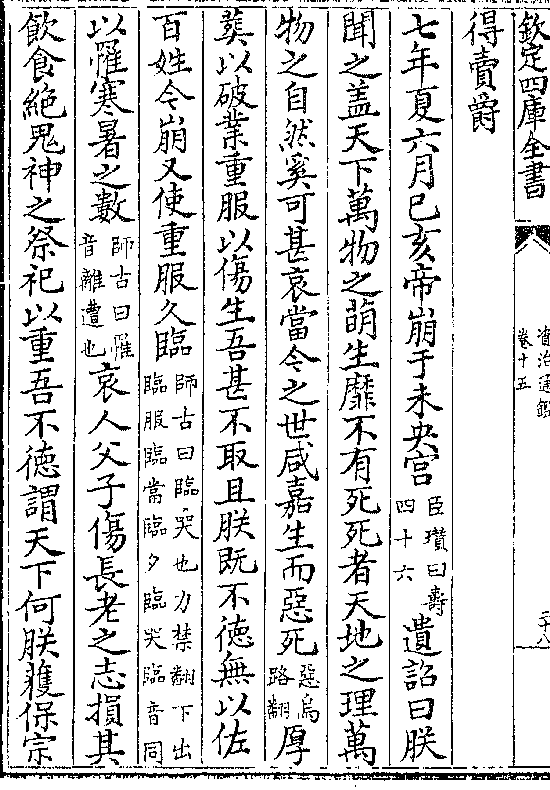 欽定四庫全書
資治通鑑
卷十五
二十八
得賣爵
七年夏六月己亥帝崩于未央宫臣瓚曰壽四十六遺詔曰朕
聞之盖天下萬物之萌生靡不有死死者天地之理萬
物之自然奚可甚哀當今之世咸嘉生而惡死惡烏路翻厚
葬以破業重服以傷生吾甚不取且朕既不徳無以佐
百姓今崩又使重服久臨師古曰臨哭也力禁翻下出臨服臨當臨夕臨哭臨音同
以罹寒暑之數師古曰罹音離遭也哀人父子傷長老之志損其
飲食絶鬼神之祭祀以重吾不徳謂天下何朕獲保宗